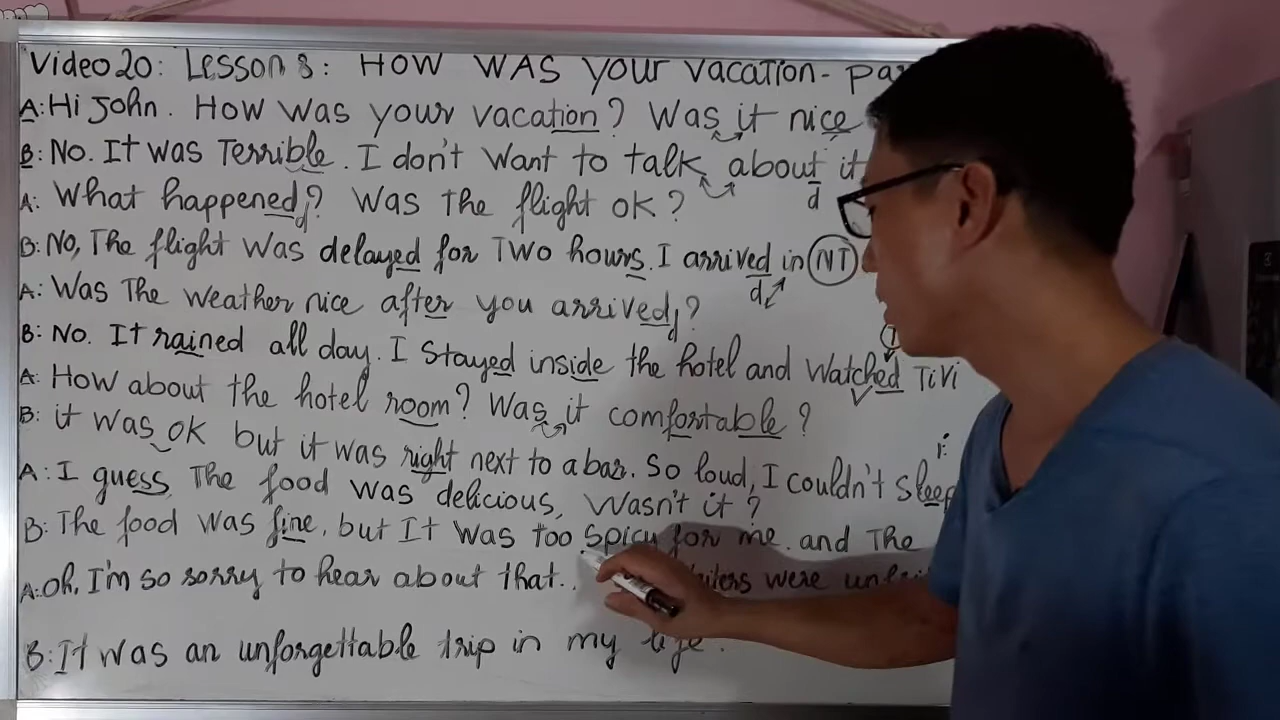 Video 20: Lesson 8: HOW WAS your vacation-
A: Hi John. How was your vacation? Was it nice
B: No. It was Terrible. I don't want to talk about it
d
A: What happened? Was The flight OK?
d
B: No, The flight was delayed for Two hours. I arrived in NT
d
A: Was The weather nice after you arrived?
d
B: No. It rained all day. I stayed inside the hotel and watched TiVi
A: How about the hotel room? Was it comfortable?
B: it was OK but it was right next to a bar. So loud, I couldn't sleep
A: I guess The food was delicious, Wasn't it?
B: The food was fine, but It was too spicy for me. and The
A: Oh, I'm so sorry to hear about that.. were
B: It was an unforgettable trip in my life.